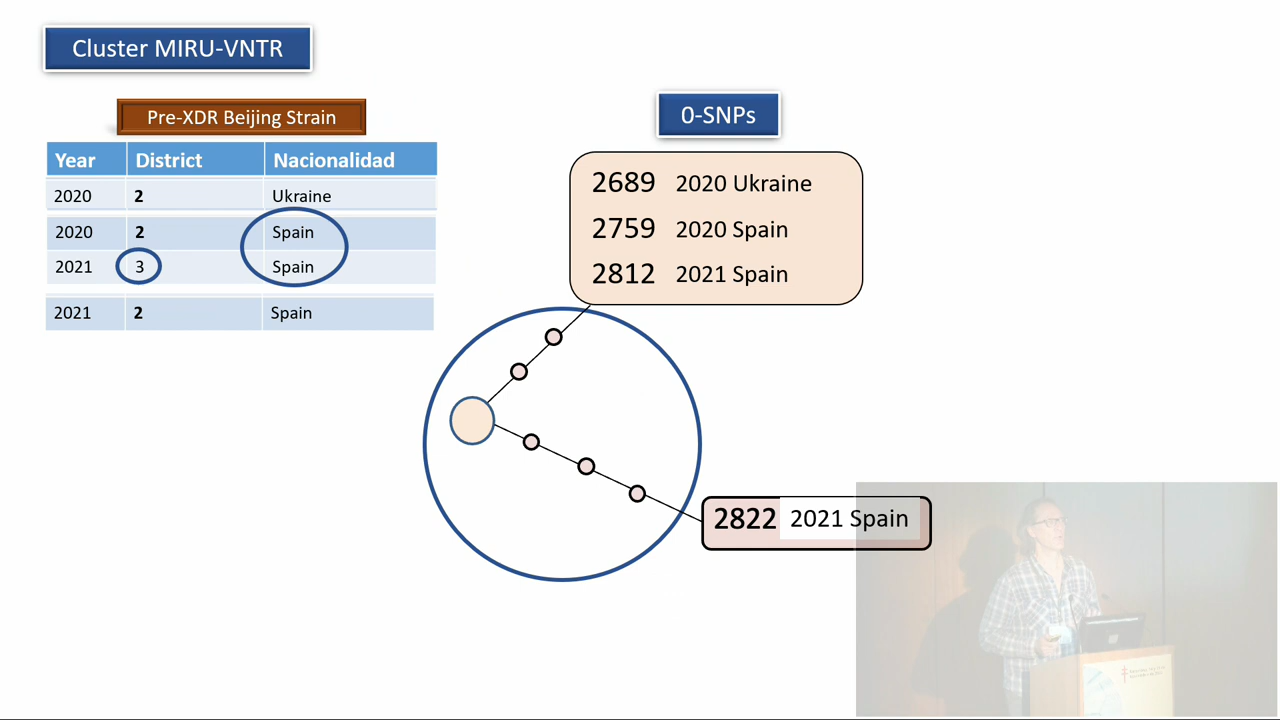 Cluster MIRU-VNTR
Pre-XDR Beijing Strain
Year District Nacionalidad
2020 2 Ukraine
2020 2 Spain
2021 3 Spain
2021 2 Spain
0-SNPs
2689 2020 Ukraine
2759 2020 Spain
2812 2021 Spain
2822 2021 Spain